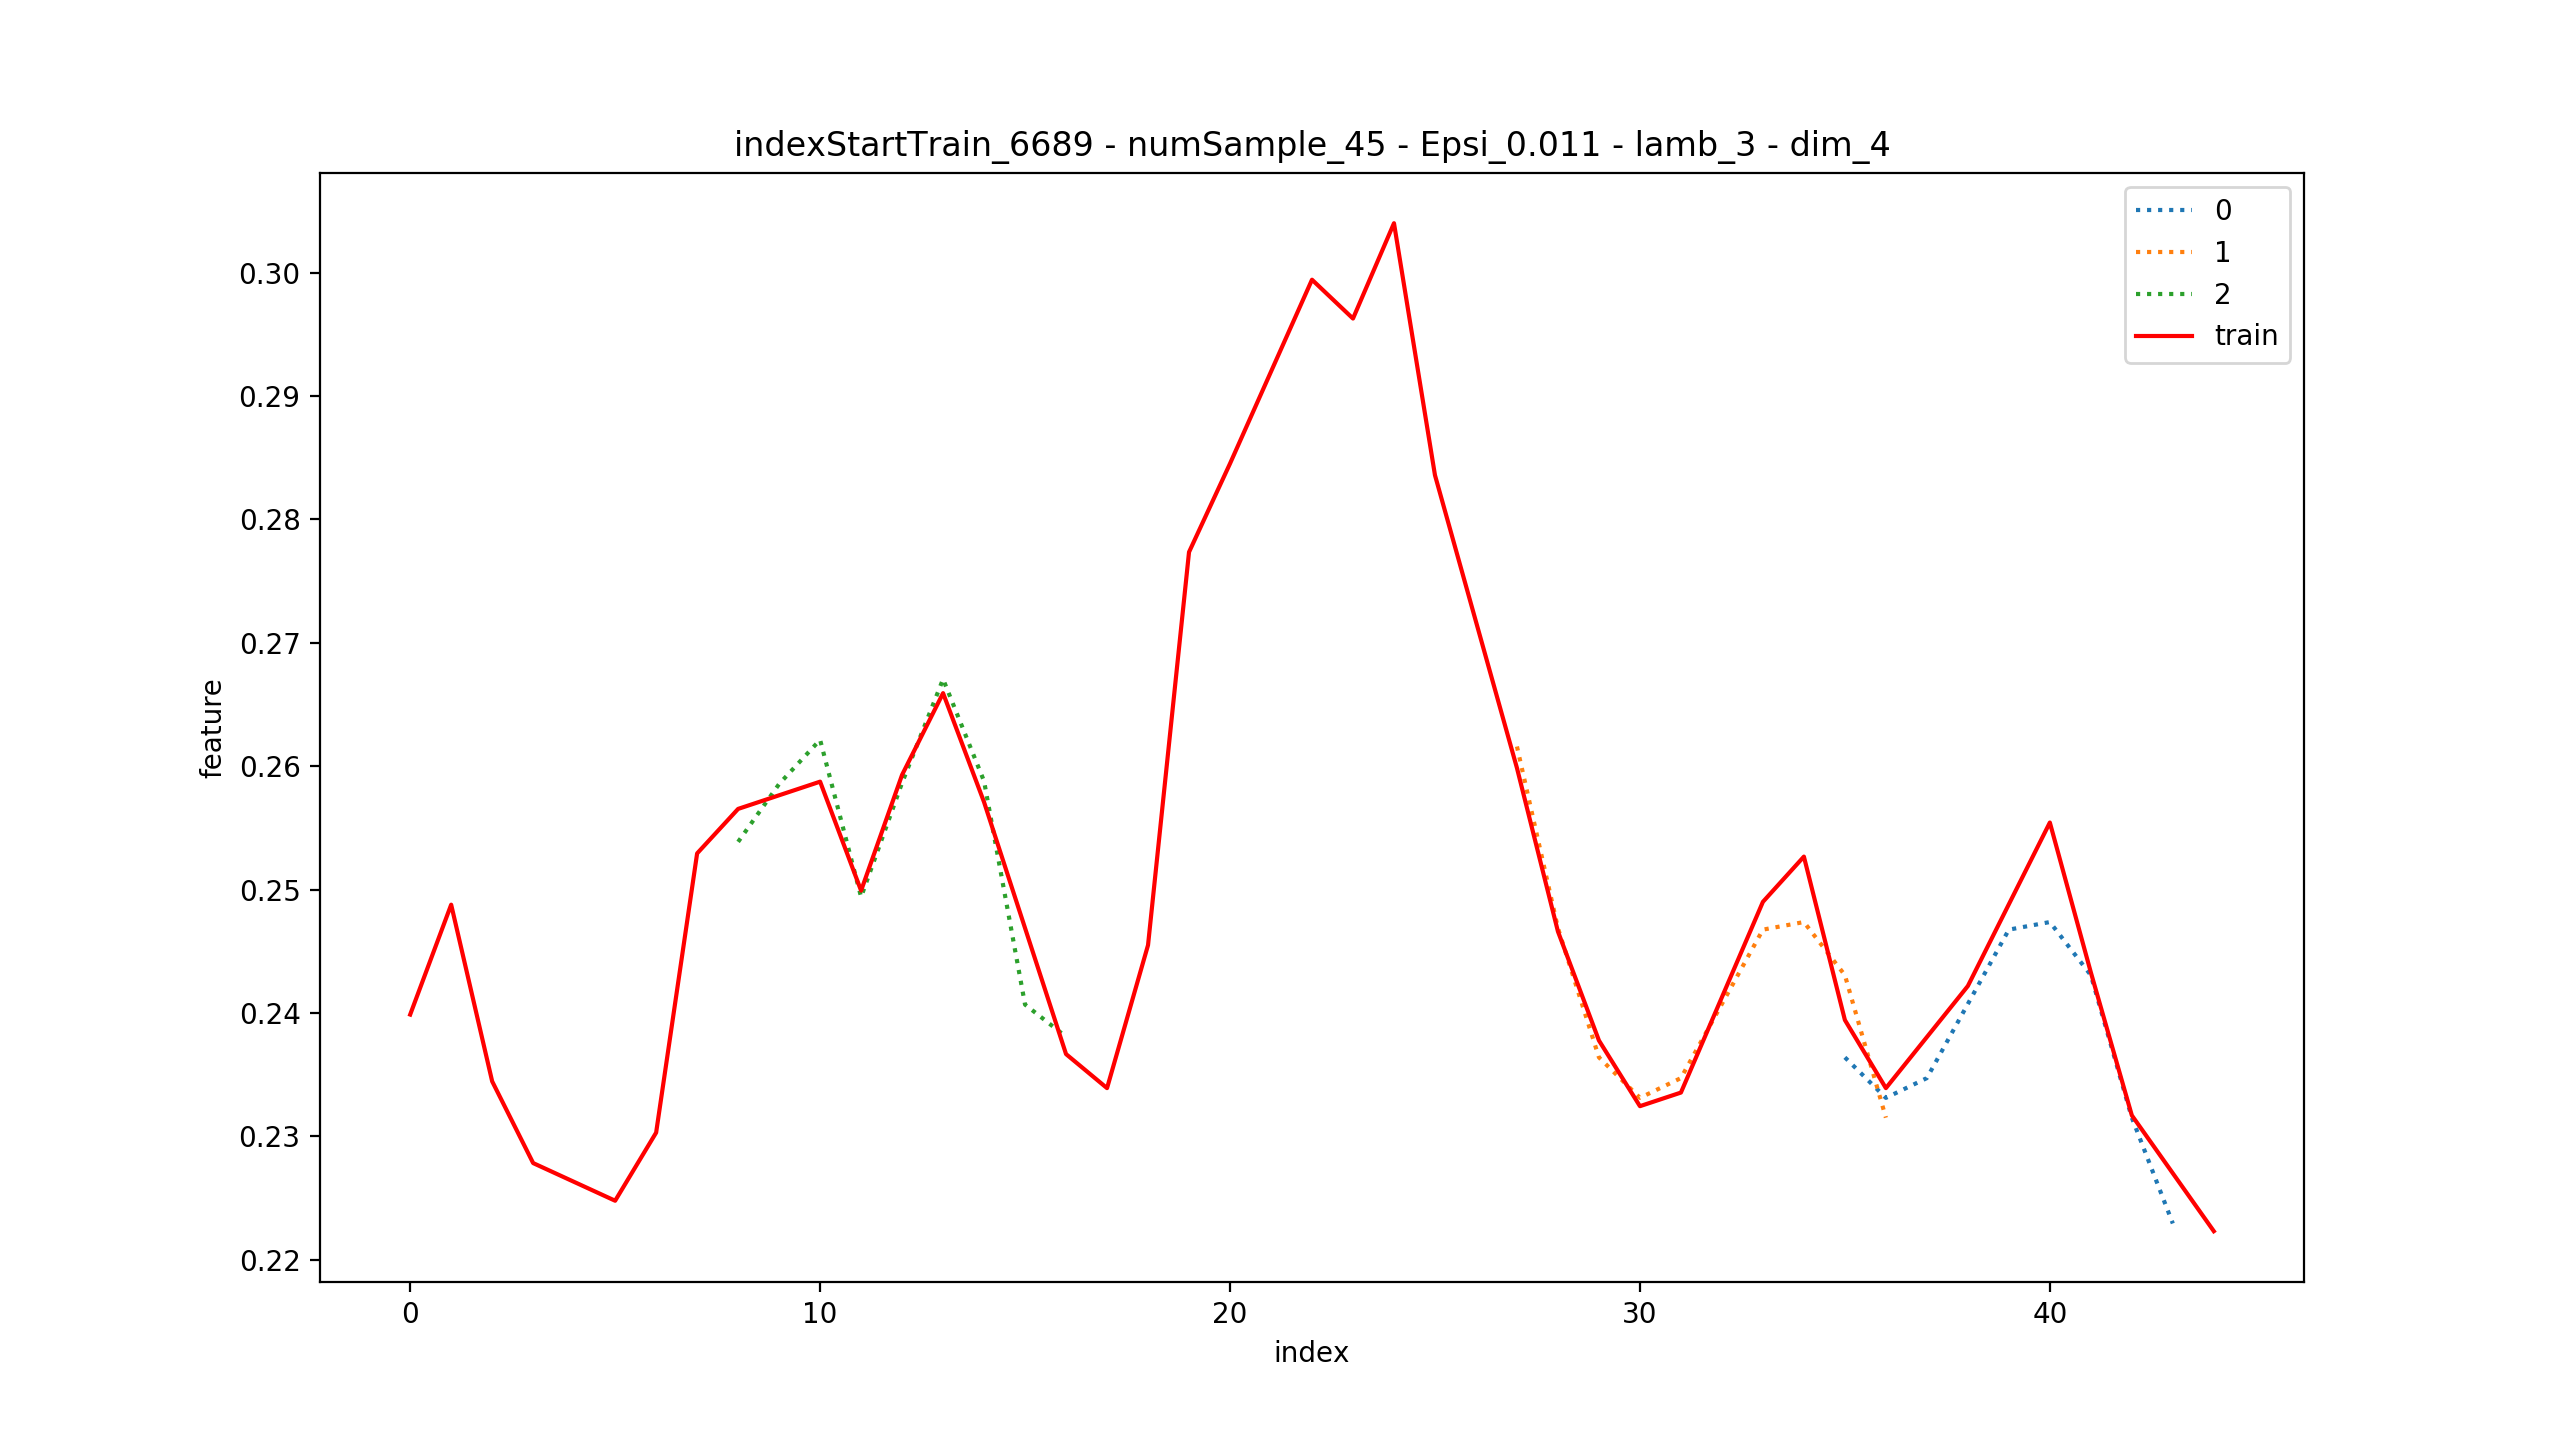 indexStartTrain_6689 - numSample_45 - Epsi_0.011 - lamb_3 - dim_4
0
1
2
train
0.30
0.29
0.28
0.27
0.26
0.25
0.24
0.23
0.22
feature
0 10 20 30 40
index